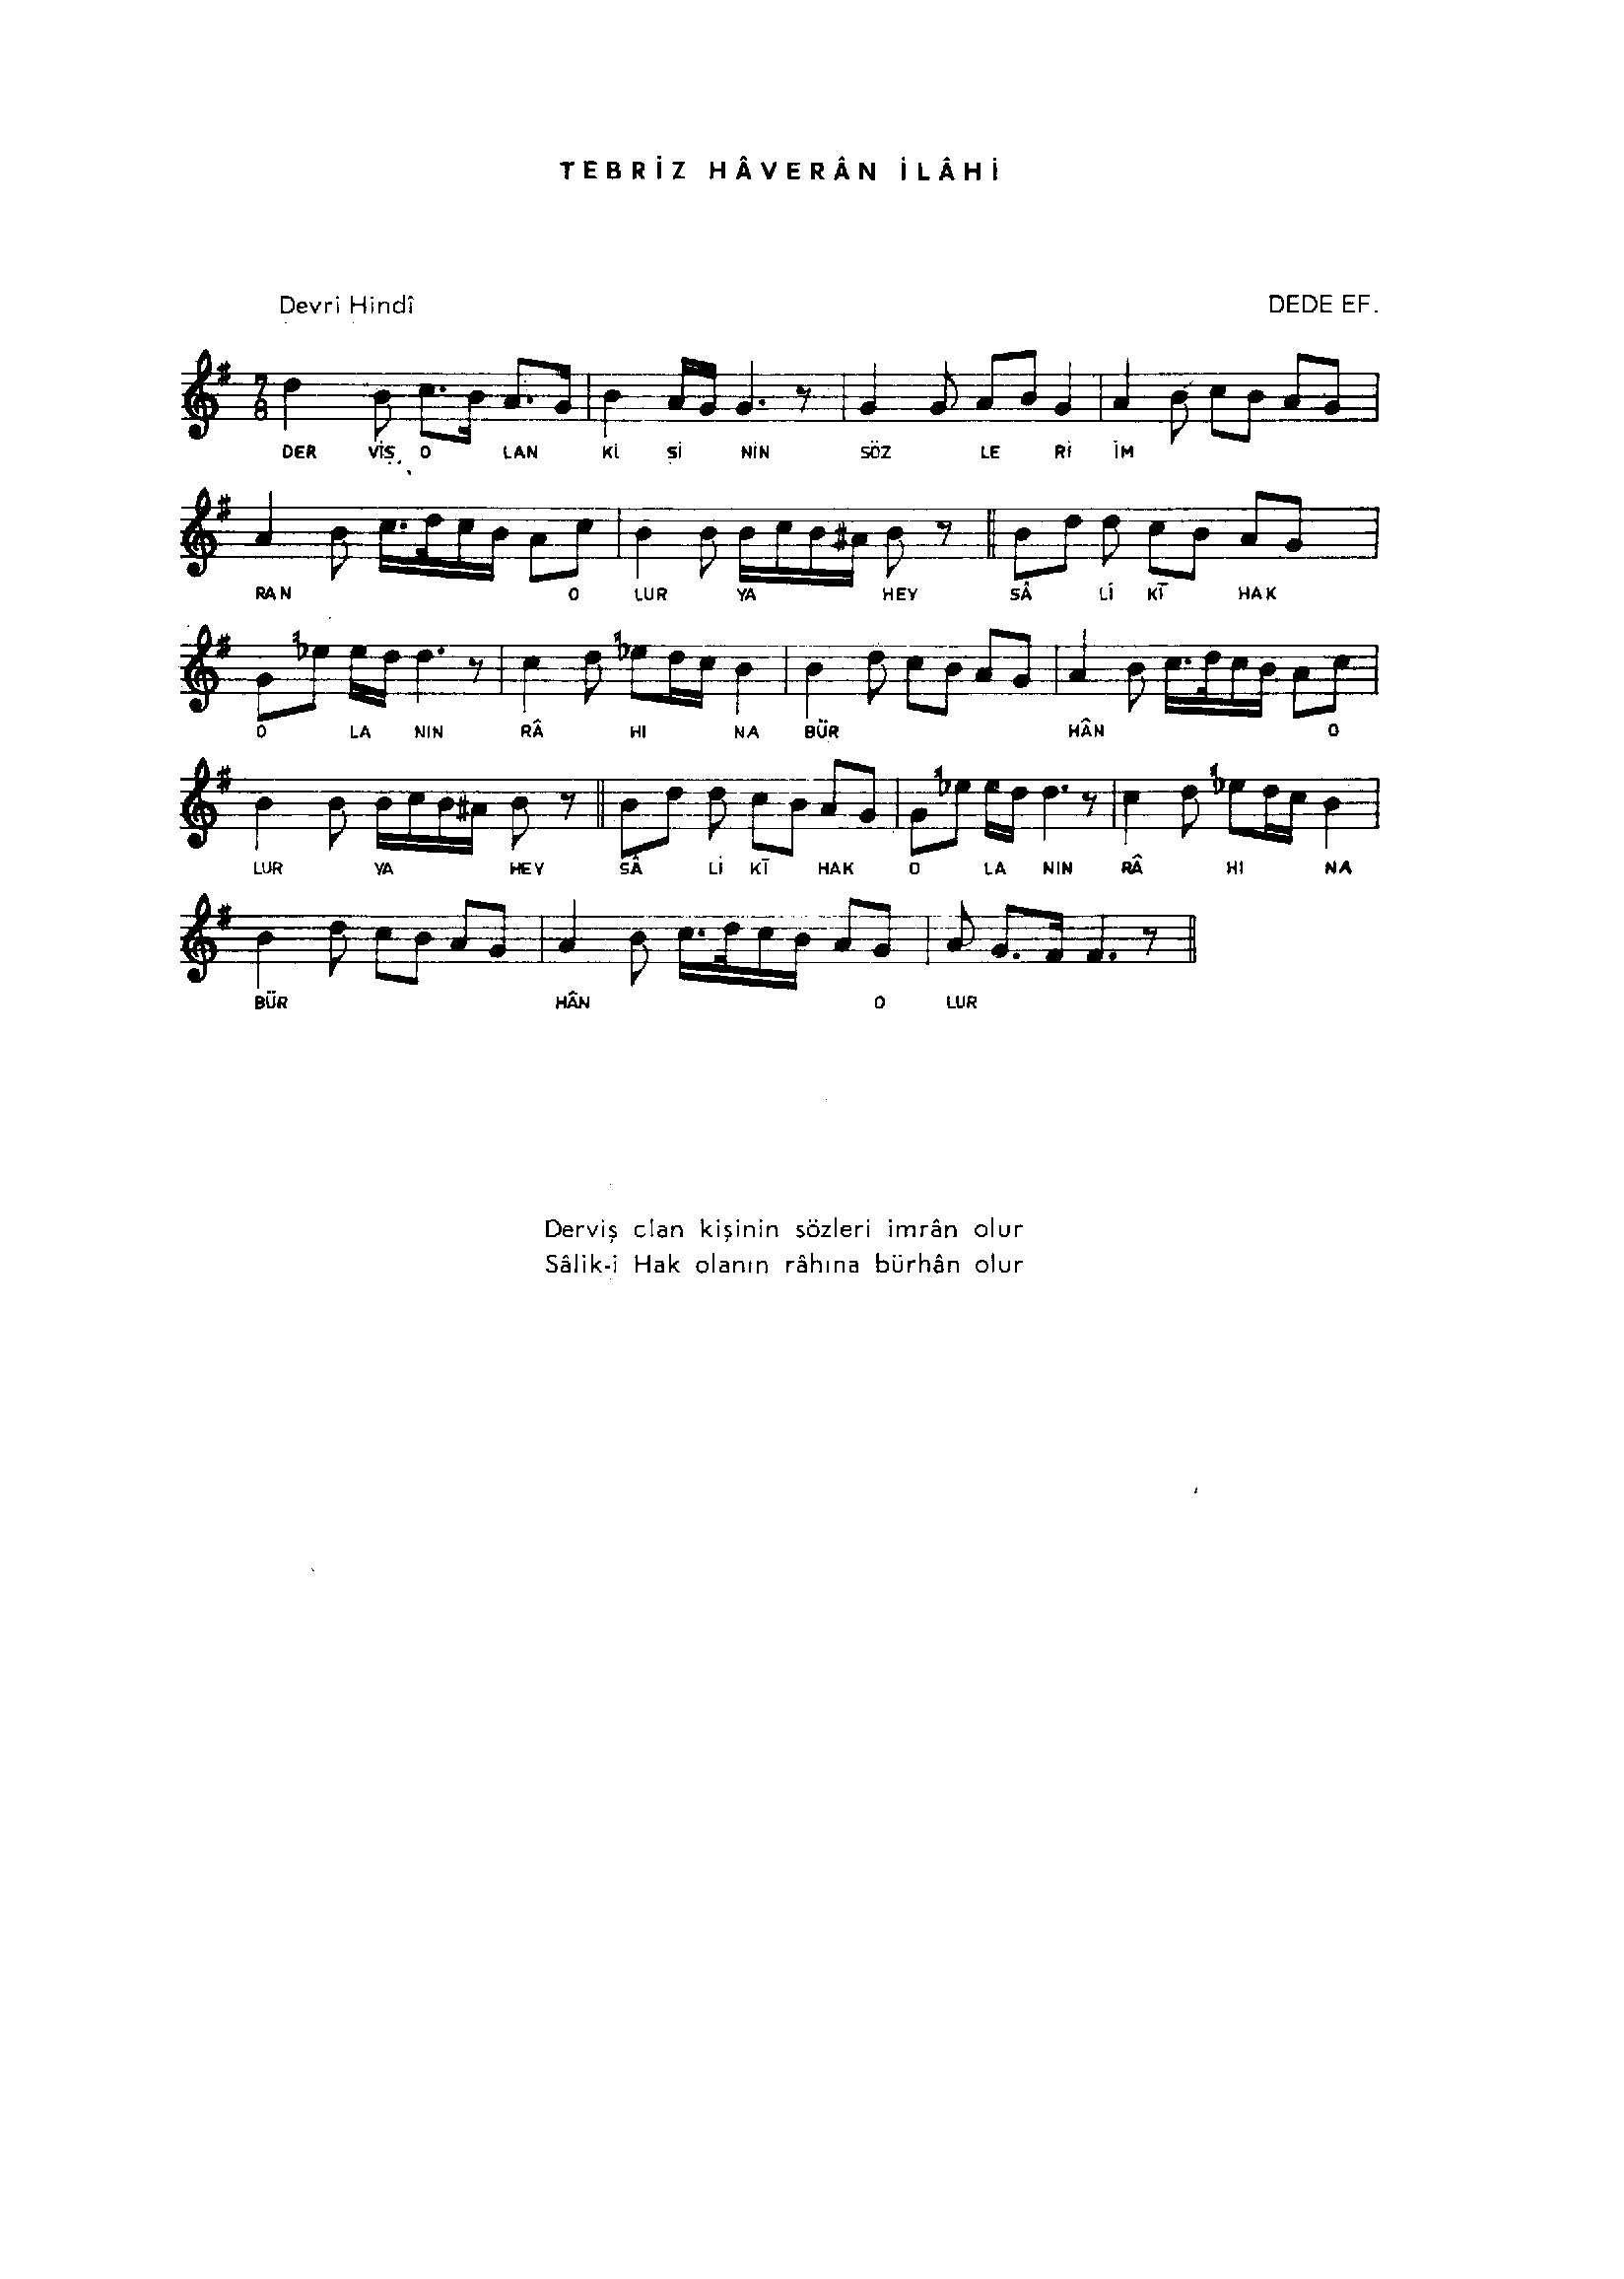 TEBRİZ HÂVERÂN İLÂHİ
Devri Hindî DEDE EF.
7
8
DER VİŞ O LAN Kİ Şİ NİN SÖZ LE Rİ İM
RAN O LUR YA HEY SÂ Lİ Kİ HAK
O LA NIN RÂ HI NA BÜR HÂN O
LUR YA HEY SÂ Lİ Kİ HAK O LA NIN RÂ HI NA
BÜR HÂN O LUR
Derviş clan kişinin sözleri imrân olur
Sâlik-i Hak olanın râhına bürhân olur